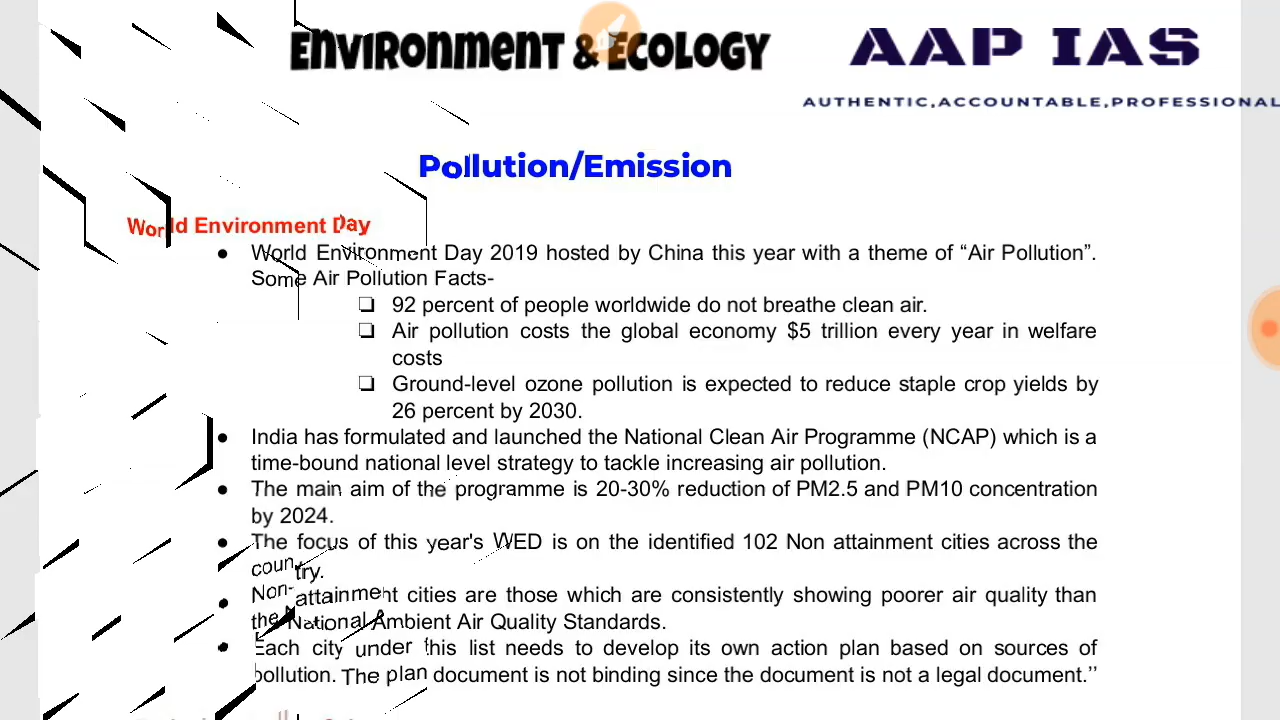 ENVIRONMENT & ECOLOGY
AAP IAS
AUTHENTIC,ACCOUNTABLE,PROFESSIONAL
Pollution/Emission
World Environment Day
● World Environment Day 2019 hosted by China this year with a theme of “Air Pollution”.
Some Air Pollution Facts-
❑ 92 percent of people worldwide do not breathe clean air.
❑ Air pollution costs the global economy $5 trillion every year in welfare
costs
❑ Ground-level ozone pollution is expected to reduce staple crop yields by
26 percent by 2030.
● India has formulated and launched the National Clean Air Programme (NCAP) which is a
time-bound national level strategy to tackle increasing air pollution.
● The main aim of the programme is 20-30% reduction of PM2.5 and PM10 concentration
by 2024.
● The focus of this year's WED is on the identified 102 Non attainment cities across the
country.
● Non-attainment cities are those which are consistently showing poorer air quality than
the National Ambient Air Quality Standards.
● Each city under this list needs to develop its own action plan based on sources of
pollution. The plan document is not binding since the document is not a legal document.’’